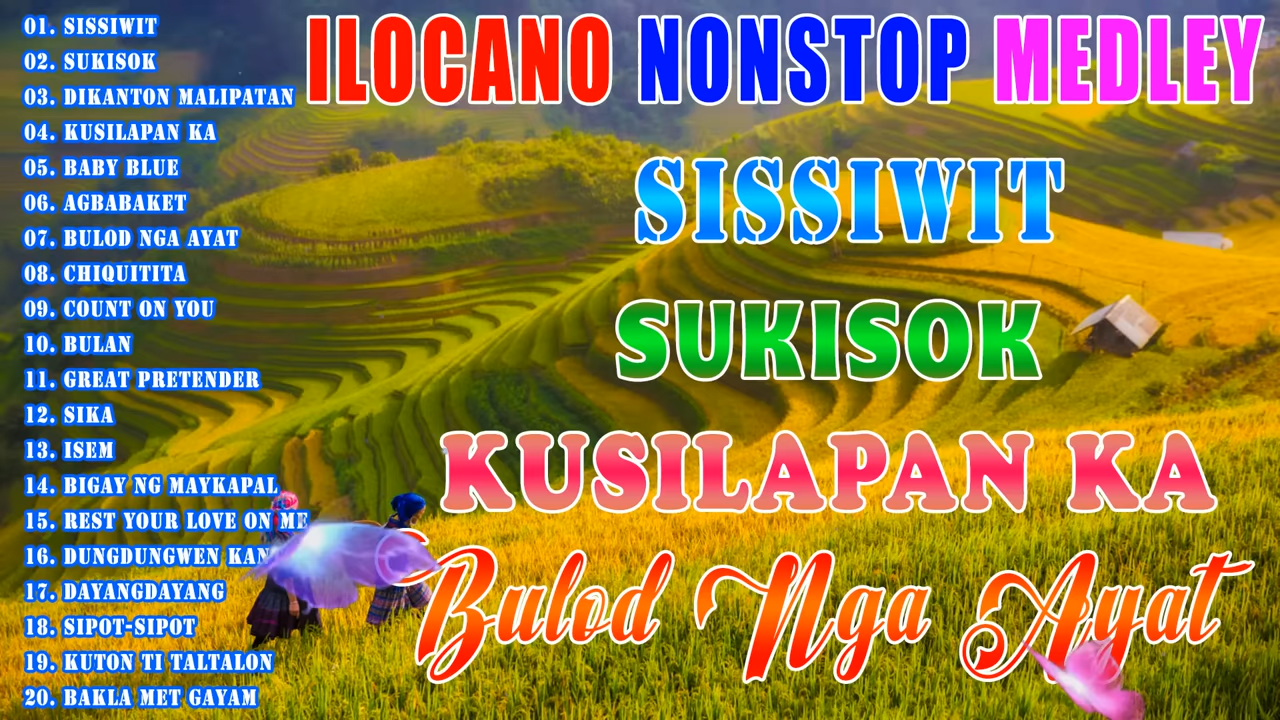 ILOCANO NONSTOP MEDLEY
01. SISSIWIT
02. SUKISOK
03. DIKANTON MALIPATAN
04. KUSILAPAN KA
05. BABY BLUE
06. AGBABAKET
07. BULOD NGA AYAT
08. CHIQUITITA
09. COUNT ON YOU
10. BULAN
11. GREAT PRETENDER
12. SIKA
13. ISEM
14. BIGAY NG MAYKAPAL
15. REST YOUR LOVE ON ME
16. DUNGDUNGWEN KAN
17. DAYANGDAYANG
18. SIPOT-SIPOT
19. KUTON TI TALTALON
20. BAKLA MET GAYAM
SISSIWIT
SUKISOK
KUSILAPAN KA
Bulod Nga Ayat